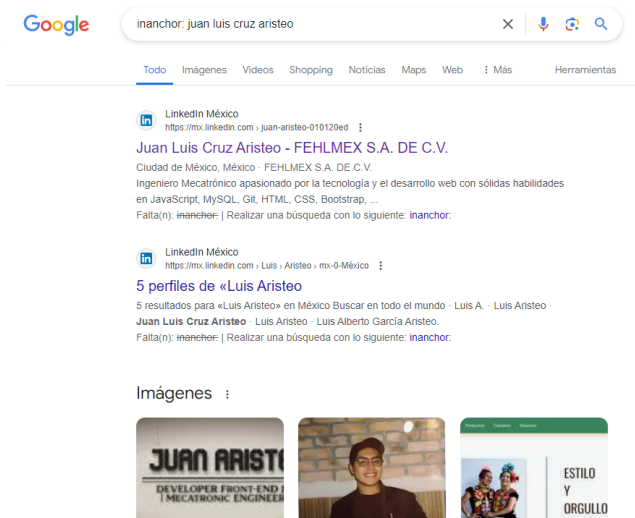 Google
inanchor: juan luis cruz aristeo
Todo Imágenes Videos Shopping Noticias Maps Web Más Herramientas
LinkedIn México
https://mx.linkedin.com › juan-aristeo-010120ed
Juan Luis Cruz Aristeo - FEHLMEX S.A. DE C.V.
Ciudad de México, México · FEHLMEX S.A. DE C.V.
Ingeniero Mecatrónico apasionado por la tecnología y el desarrollo web con sólidas habilidades
en JavaScript, MySQL, Git, HTML, CSS, Bootstrap, ...
Falta(n): inanchor: | Realizar una búsqueda con lo siguiente: inanchor:
LinkedIn México
https://mx.linkedin.com › Luis › Aristeo › mx-0-México
5 perfiles de «Luis Aristeo
5 resultados para «Luis Aristeo» en México Buscar en todo el mundo · Luis A. · Luis Aristeo ·
Juan Luis Cruz Aristeo · Luis Aristeo · Luis Alberto García Aristeo.
Falta(n): inanchor: | Realizar una búsqueda con lo siguiente: inanchor:
Imágenes
JUAN ARISTE
DEVELOPER FRONT-END
| MECATRONIC ENGINEER
Productos Contacto Nosotros
ESTILO
Y
ORGULLO